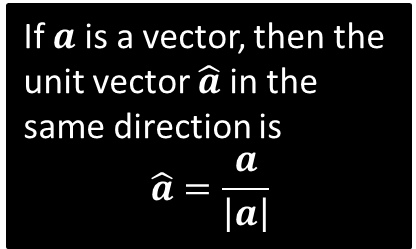 If 𝒂 is a vector, then the
unit vector 𝒂̂ in the
same direction is
𝒂̂ = 𝒂 / |𝒂|